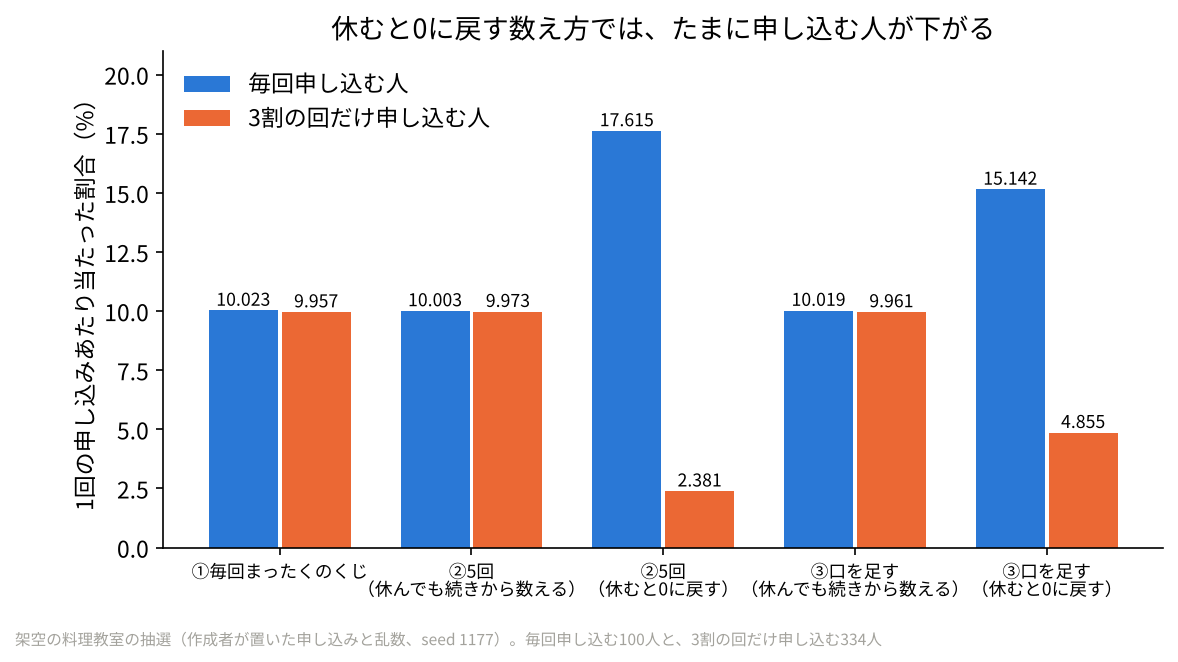 休むと0に戻す数え方では、たまに申し込む人が下がる
1回の申し込みあたり当たった割合（%）
20.0
17.5
15.0
12.5
10.0
7.5
5.0
2.5
0.0
毎回申し込む人
3割の回だけ申し込む人
10.023
9.957
10.003
9.973
17.615
2.381
10.019
9.961
15.142
4.855
①毎回まったくのくじ
②5回
（休んでも続きから数える）
②5回
（休むと0に戻す）
③口を足す
（休んでも続きから数える）
③口を足す
（休むと0に戻す）
架空の料理教室の抽選（作成者が置いた申し込みと乱数、seed 1177）。毎回申し込む100人と、3割の回だけ申し込む334人